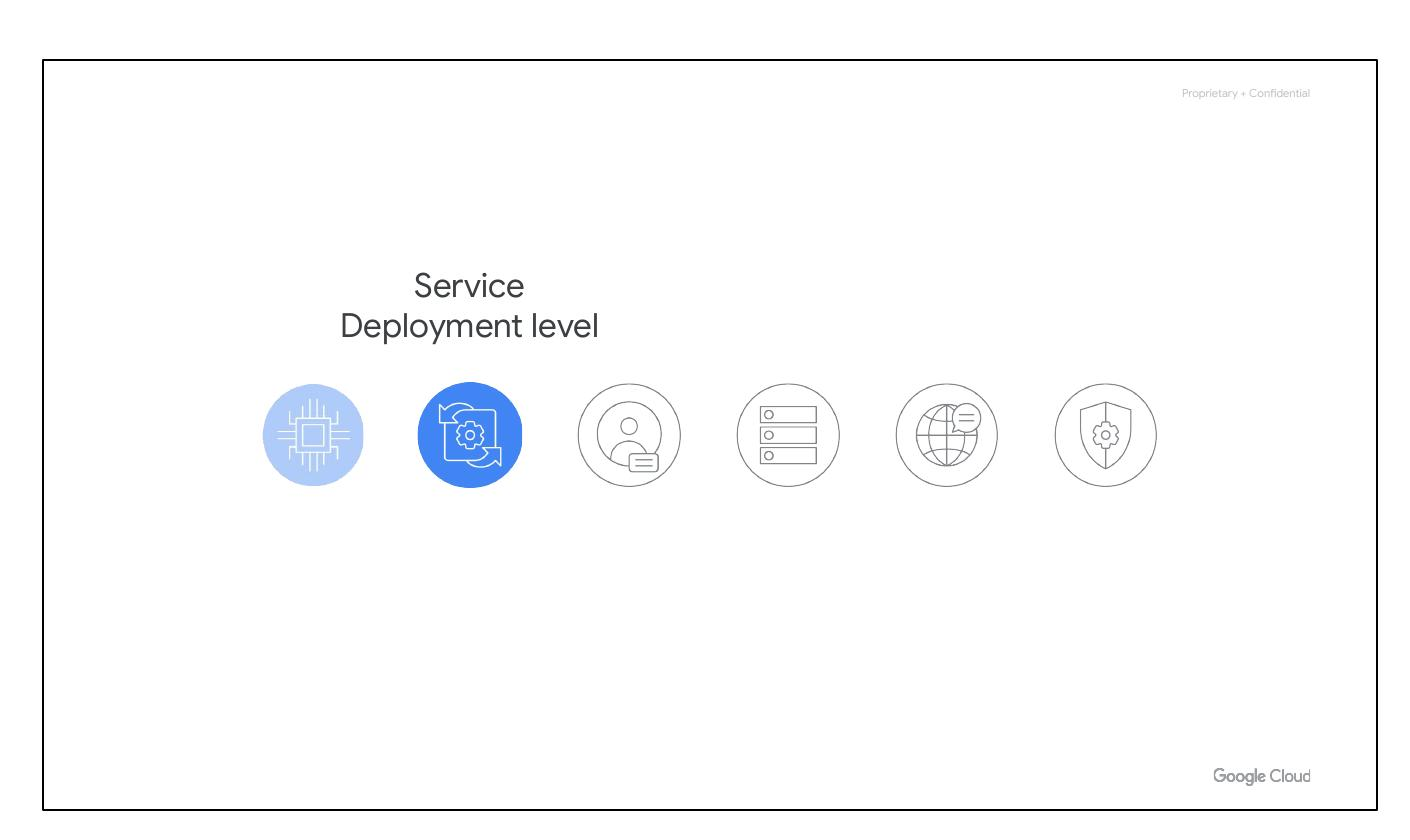 Proprietary + Confidential
Service
Deployment level
Google Cloud